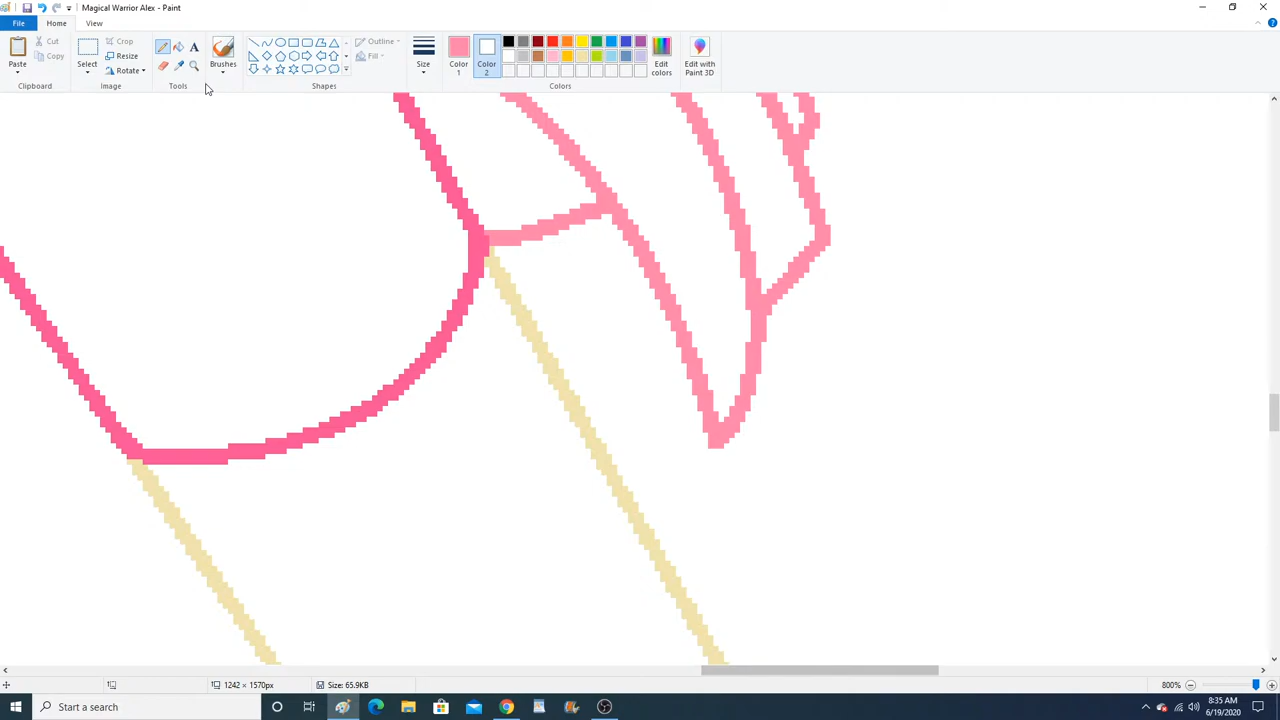 Magical Warrior Alex - Paint
File Home View
Paste Cut Copy Clipboard
Select Crop Resize Rotate Image
A
Tools
Brushes
Outline Fill Shapes
Size
Color 1 Color 2
Edit colors
Colors
Edit with Paint 3D
1242 × 1570px Size: 65.9KB 800%
Start a search
8:35 AM
6/19/2020